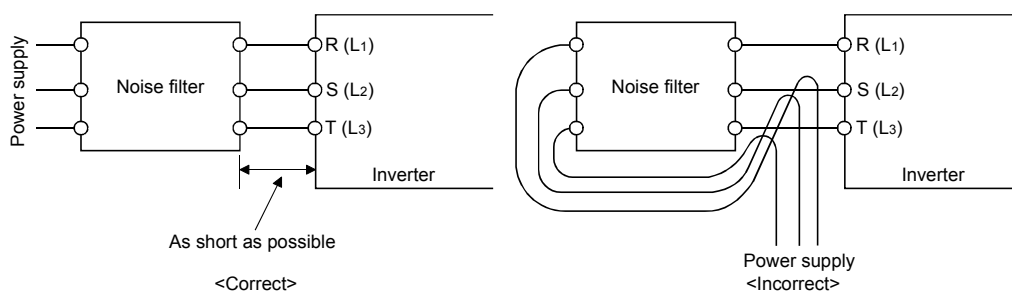 Power supply
Noise filter
R (L1)
S (L2)
T (L3)
Inverter
As short as possible
<Correct>
Noise filter
R (L1)
S (L2)
T (L3)
Inverter
Power supply
<Incorrect>